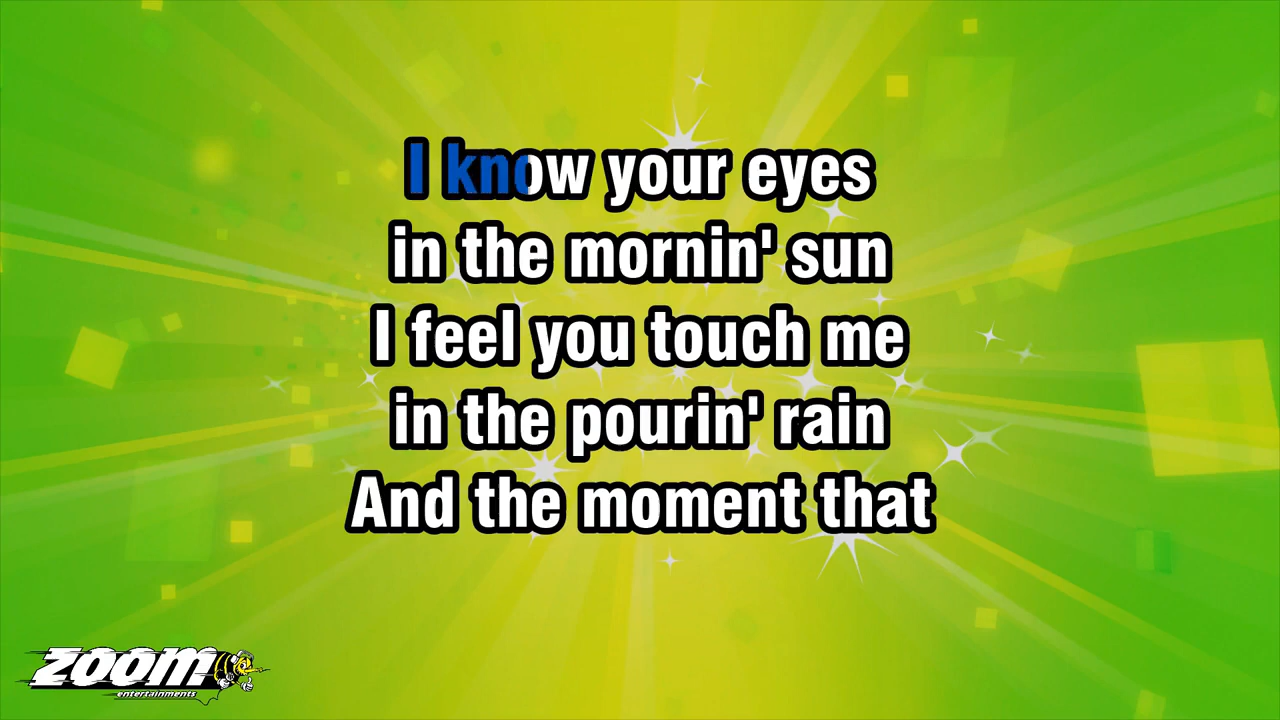 I know your eyes
in the mornin' sun
I feel you touch me
in the pourin' rain
And the moment that
zoom
entertainments